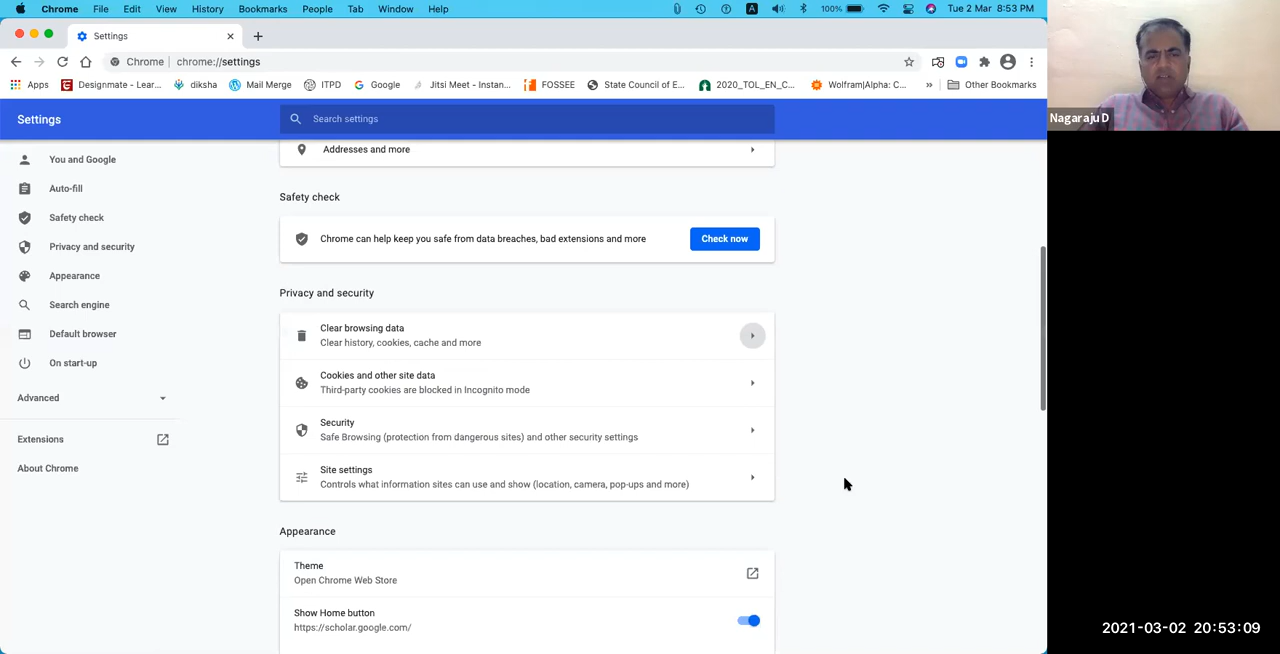 Chrome File Edit View History Bookmarks People Tab Window Help 100% Tue 2 Mar 8:53 PM
Settings
Chrome | chrome://settings
Apps Designmate - Lear... diksha Mail Merge ITPD Google Jitsi Meet - Instan... FOSSEE State Council of E... 2020_TOL_EN_C... Wolfram|Alpha: C... » Other Bookmarks
Settings
Search settings
Nagaraju D
You and Google
Auto-fill
Safety check
Privacy and security
Appearance
Search engine
Default browser
On start-up
Advanced
Extensions
About Chrome
Addresses and more
Safety check
Chrome can help keep you safe from data breaches, bad extensions and more
Check now
Privacy and security
Clear browsing data
Clear history, cookies, cache and more
Cookies and other site data
Third-party cookies are blocked in Incognito mode
Security
Safe Browsing (protection from dangerous sites) and other security settings
Site settings
Controls what information sites can use and show (location, camera, pop-ups and more)
Appearance
Theme
Open Chrome Web Store
Show Home button
https://scholar.google.com/
2021-03-02 20:53:09